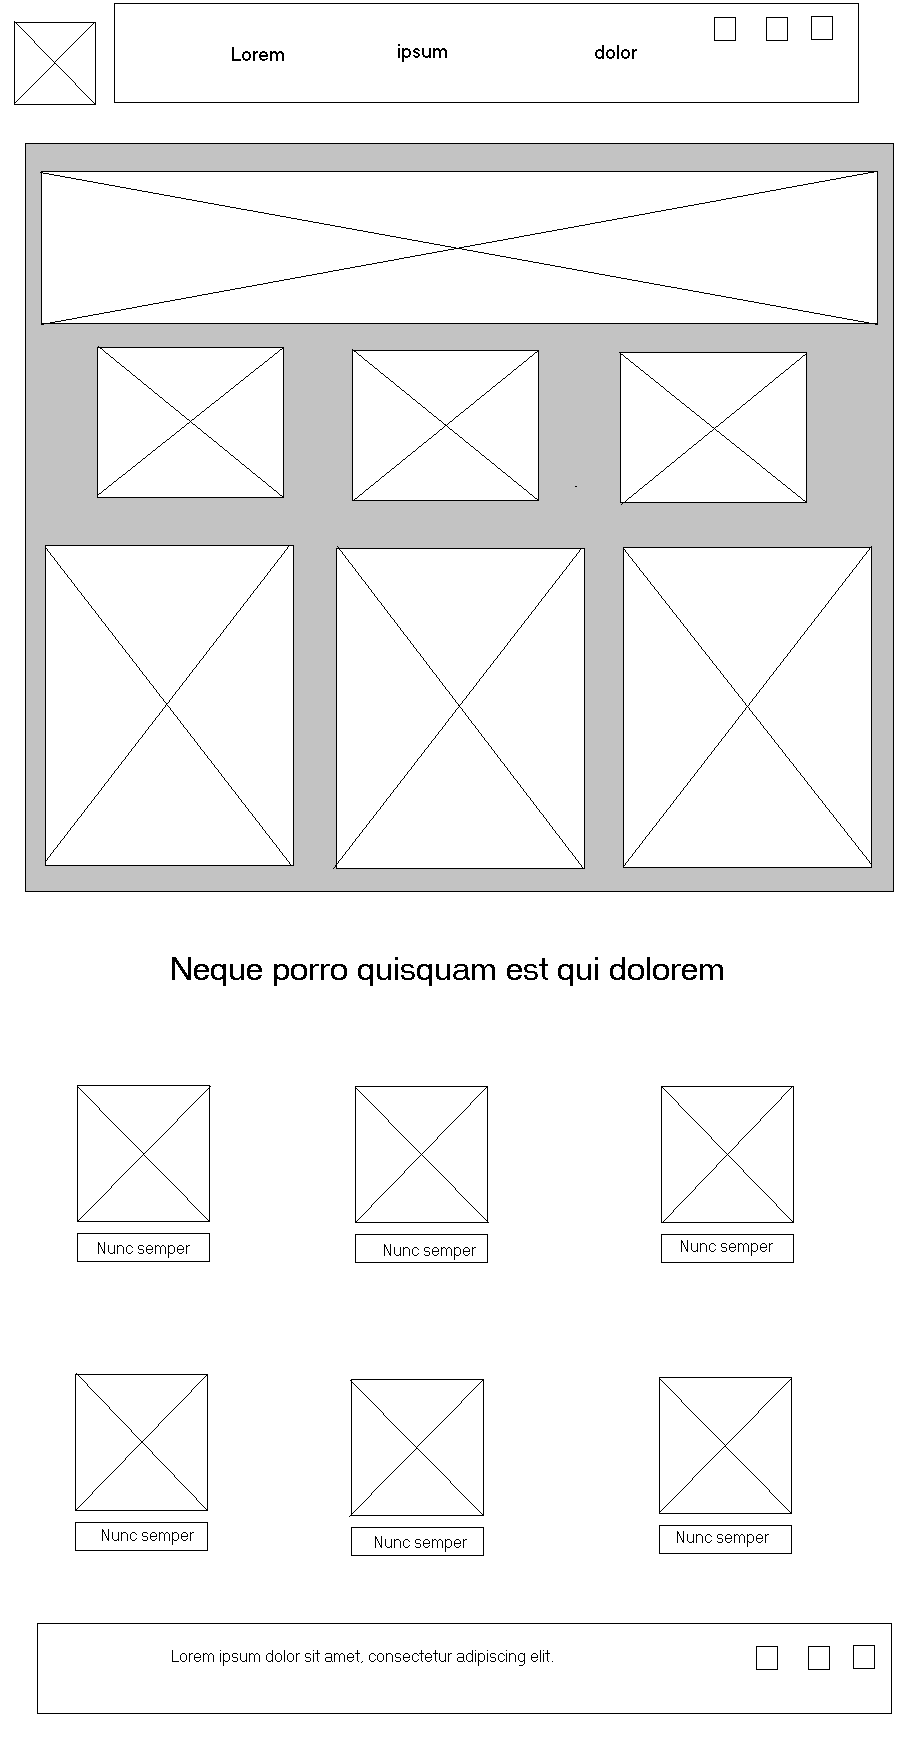 Lorem
ipsum
dolor
Neque porro quisquam est qui dolorem
Nunc semper
Nunc semper
Nunc semper
Nunc semper
Nunc semper
Nunc semper
Lorem ipsum dolor sit amet, consectetur adipiscing elit.